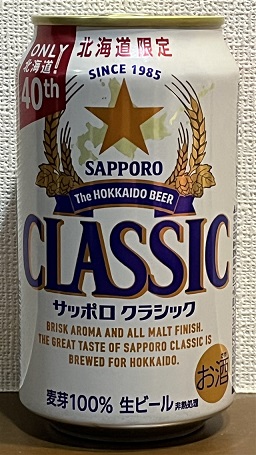 ONLY
北海道!
40th
北海道 限定
SINCE 1985
SAPPORO
The HOKKAIDO BEER
CLASSIC
サッポロ クラシック
BRISK AROMA AND ALL MALT FINISH.
THE GREAT TASTE OF SAPPORO CLASSIC IS
BREWED FOR HOKKAIDO.
お酒
麦芽100% 生ビール 非熱処理